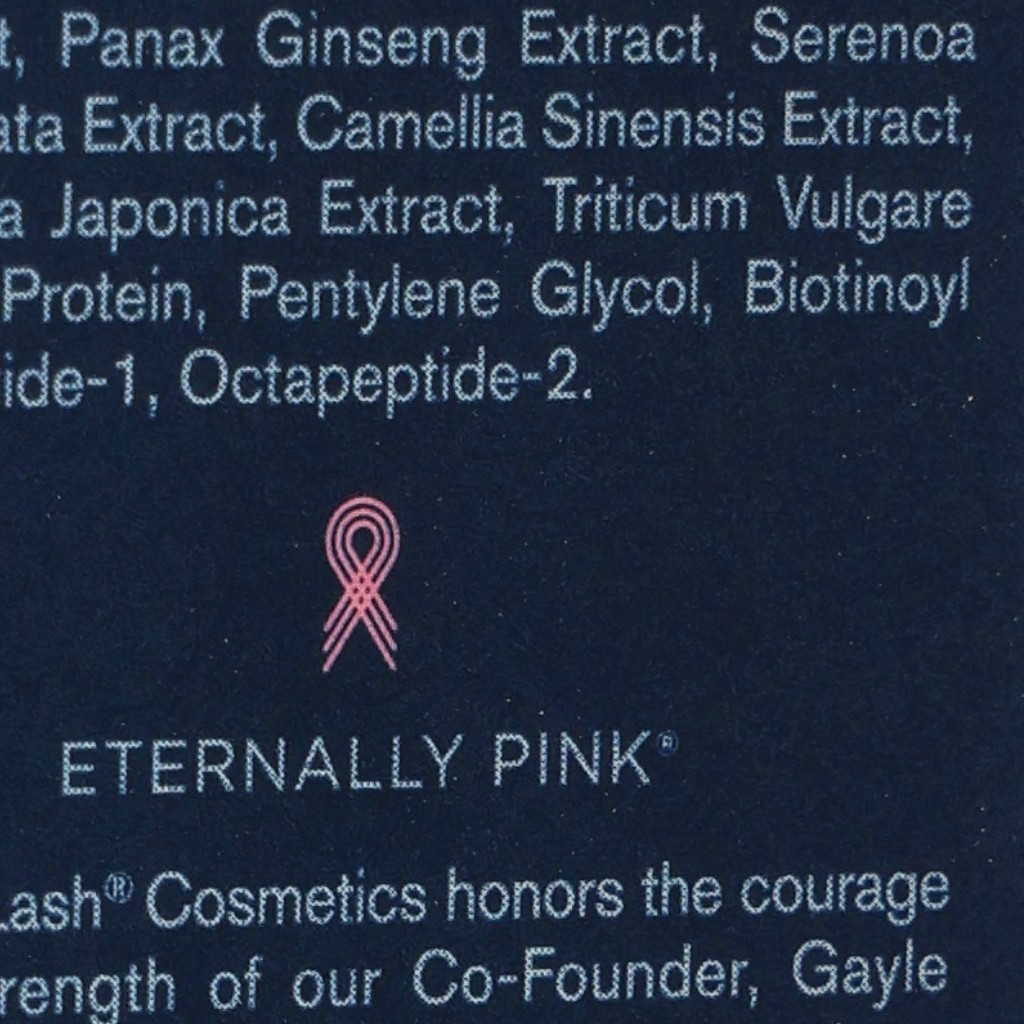 t, Panax Ginseng Extract, Serenoa
ata Extract, Camellia Sinensis Extract,
a Japonica Extract, Triticum Vulgare
Protein, Pentylene Glycol, Biotinoyl
ide-1, Octapeptide-2.
ETERNALLY PINK®
Lash® Cosmetics honors the courage
rength of our Co-Founder, Gayle